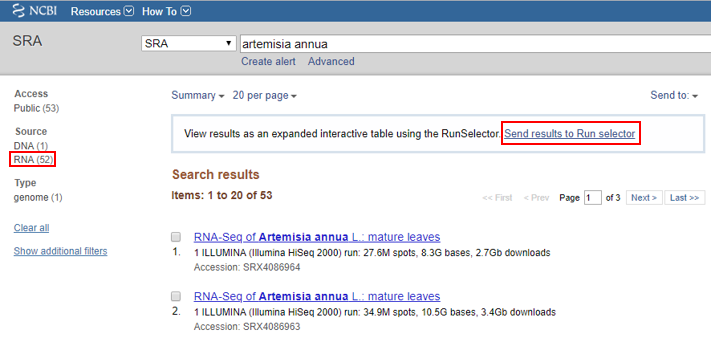 NCBI Resources How To
SRA
SRA artemisia annua
Create alert Advanced
Access
Public (53)
Source
DNA (1)
RNA (52)
Type
genome (1)
Clear all
Show additional filters
Summary 20 per page Send to:
View results as an expanded interactive table using the RunSelector. Send results to Run selector
Search results
Items: 1 to 20 of 53
<< First < Prev Page 1 of 3 Next > Last >>
RNA-Seq of Artemisia annua L.: mature leaves
1. 1 ILLUMINA (Illumina HiSeq 2000) run: 27.6M spots, 8.3G bases, 2.7Gb downloads
Accession: SRX4086964
RNA-Seq of Artemisia annua L.: mature leaves
2. 1 ILLUMINA (Illumina HiSeq 2000) run: 34.9M spots, 10.5G bases, 3.4Gb downloads
Accession: SRX4086963